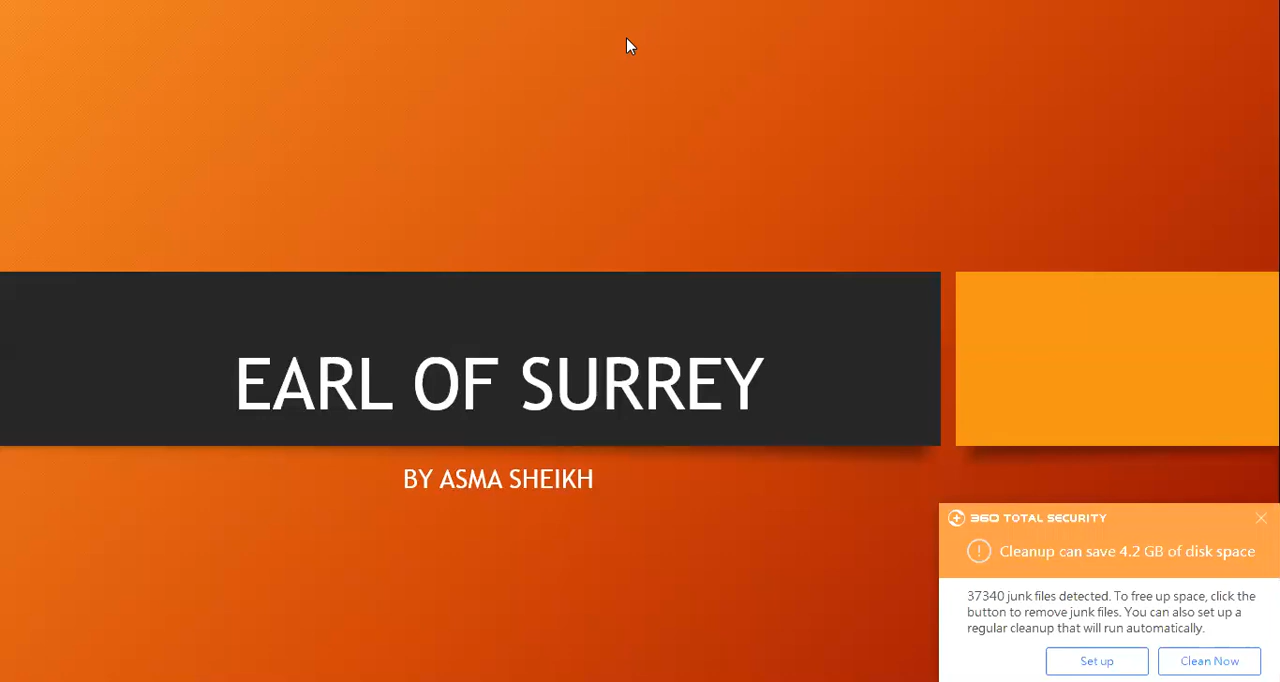 EARL OF SURREY
BY ASMA SHEIKH
360 TOTAL SECURITY
Cleanup can save 4.2 GB of disk space
37340 junk files detected. To free up space, click the
button to remove junk files. You can also set up a
regular cleanup that will run automatically.
Set up
Clean Now